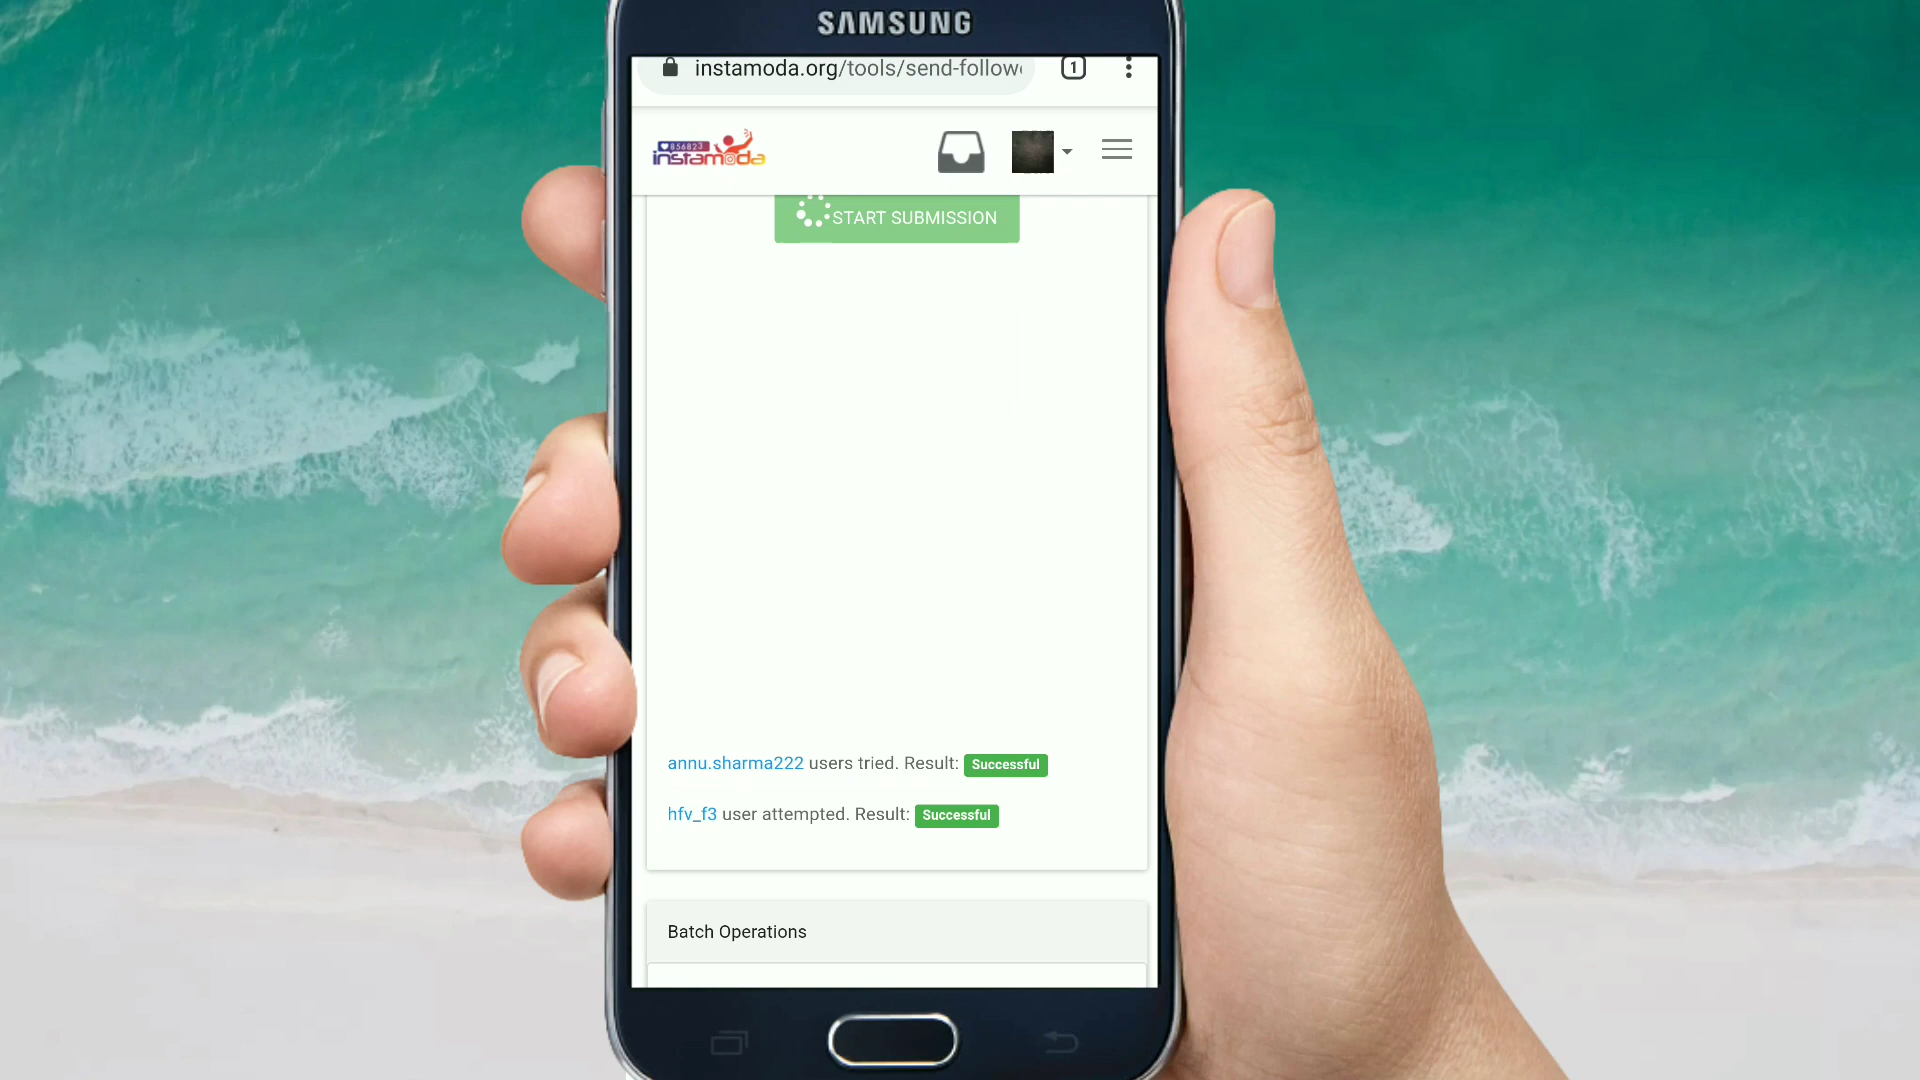 SAMSUNG
instamoda.org/tools/send-follow
1
856823
instamoda
START SUBMISSION
annu.sharma222 users tried. Result: Successful
hfv_f3 user attempted. Result: Successful
Batch Operations